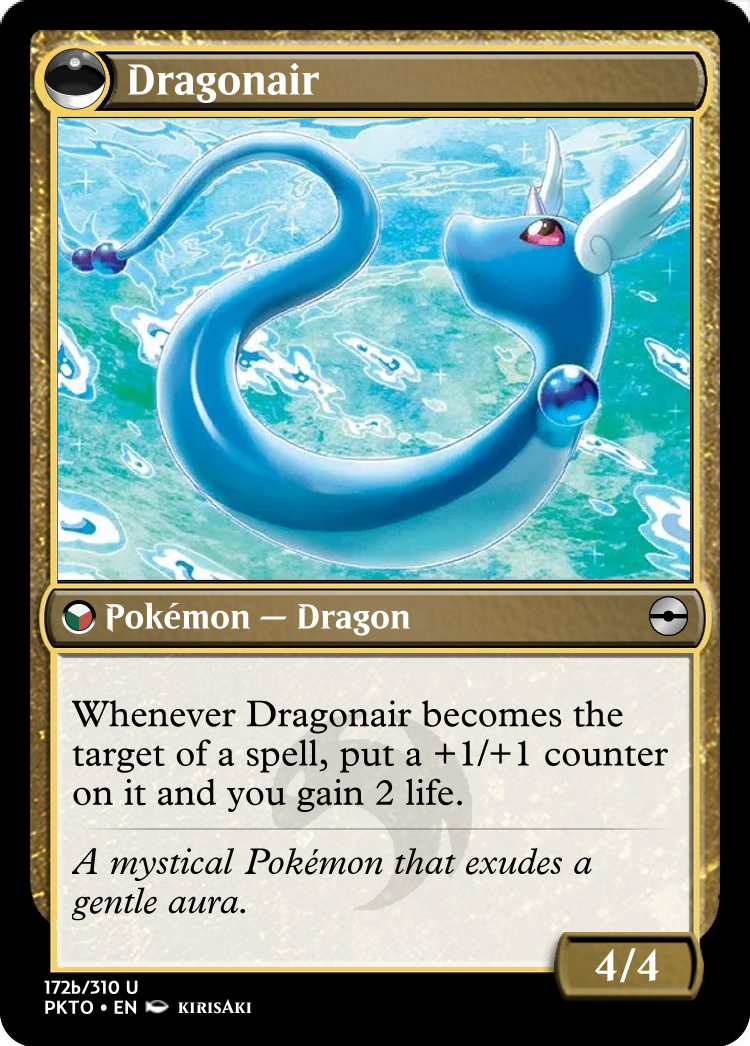 Dragonair
Pokémon — Dragon
Whenever Dragonair becomes the
target of a spell, put a +1/+1 counter
on it and you gain 2 life.
A mystical Pokémon that exudes a
gentle aura.
4/4
172b/310 U
PKTO • EN KIRISAKI